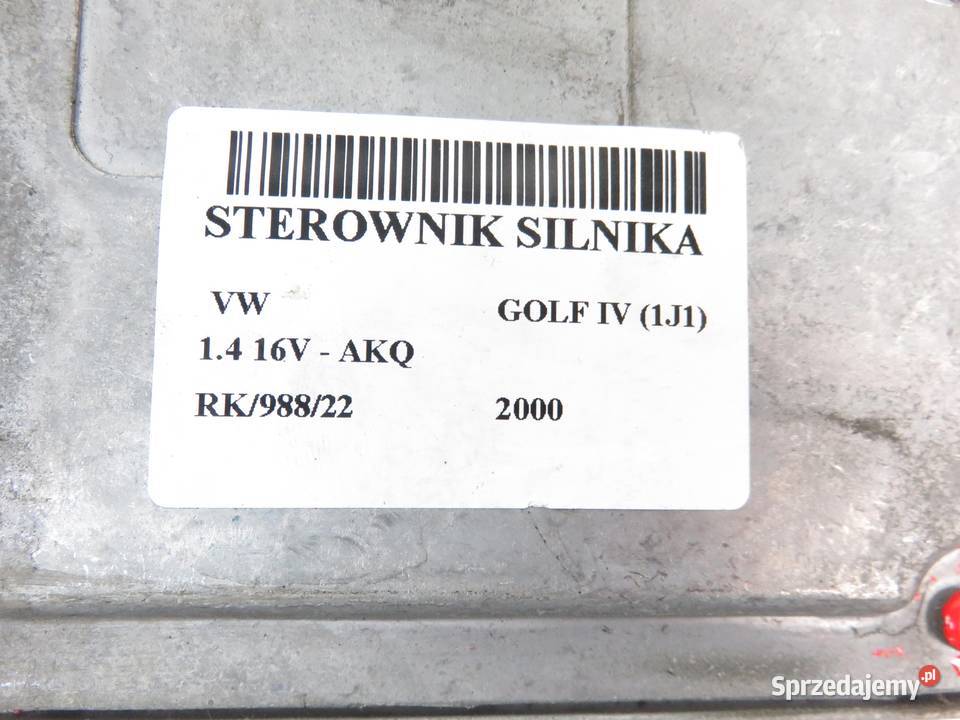 STEROWNIK SILNIKA
VW GOLF IV (1J1)
1.4 16V - AKQ
RK/988/22 2000
Sprzedajemy.pl